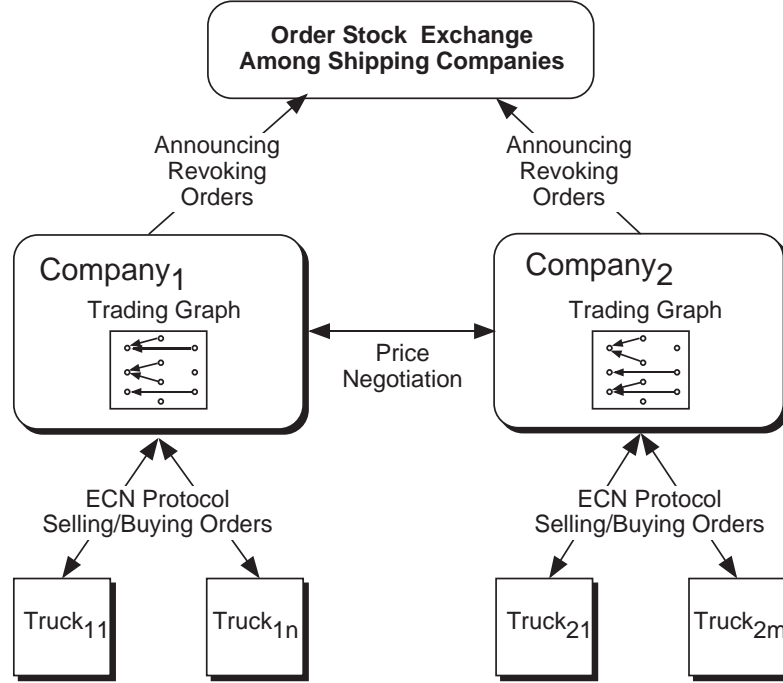 Order Stock Exchange
Among Shipping Companies
Announcing
Revoking
Orders
Announcing
Revoking
Orders
Company1
Trading Graph
Company2
Trading Graph
Price
Negotiation
ECN Protocol
Selling/Buying Orders
ECN Protocol
Selling/Buying Orders
Truck11
Truck1n
Truck21
Truck2m